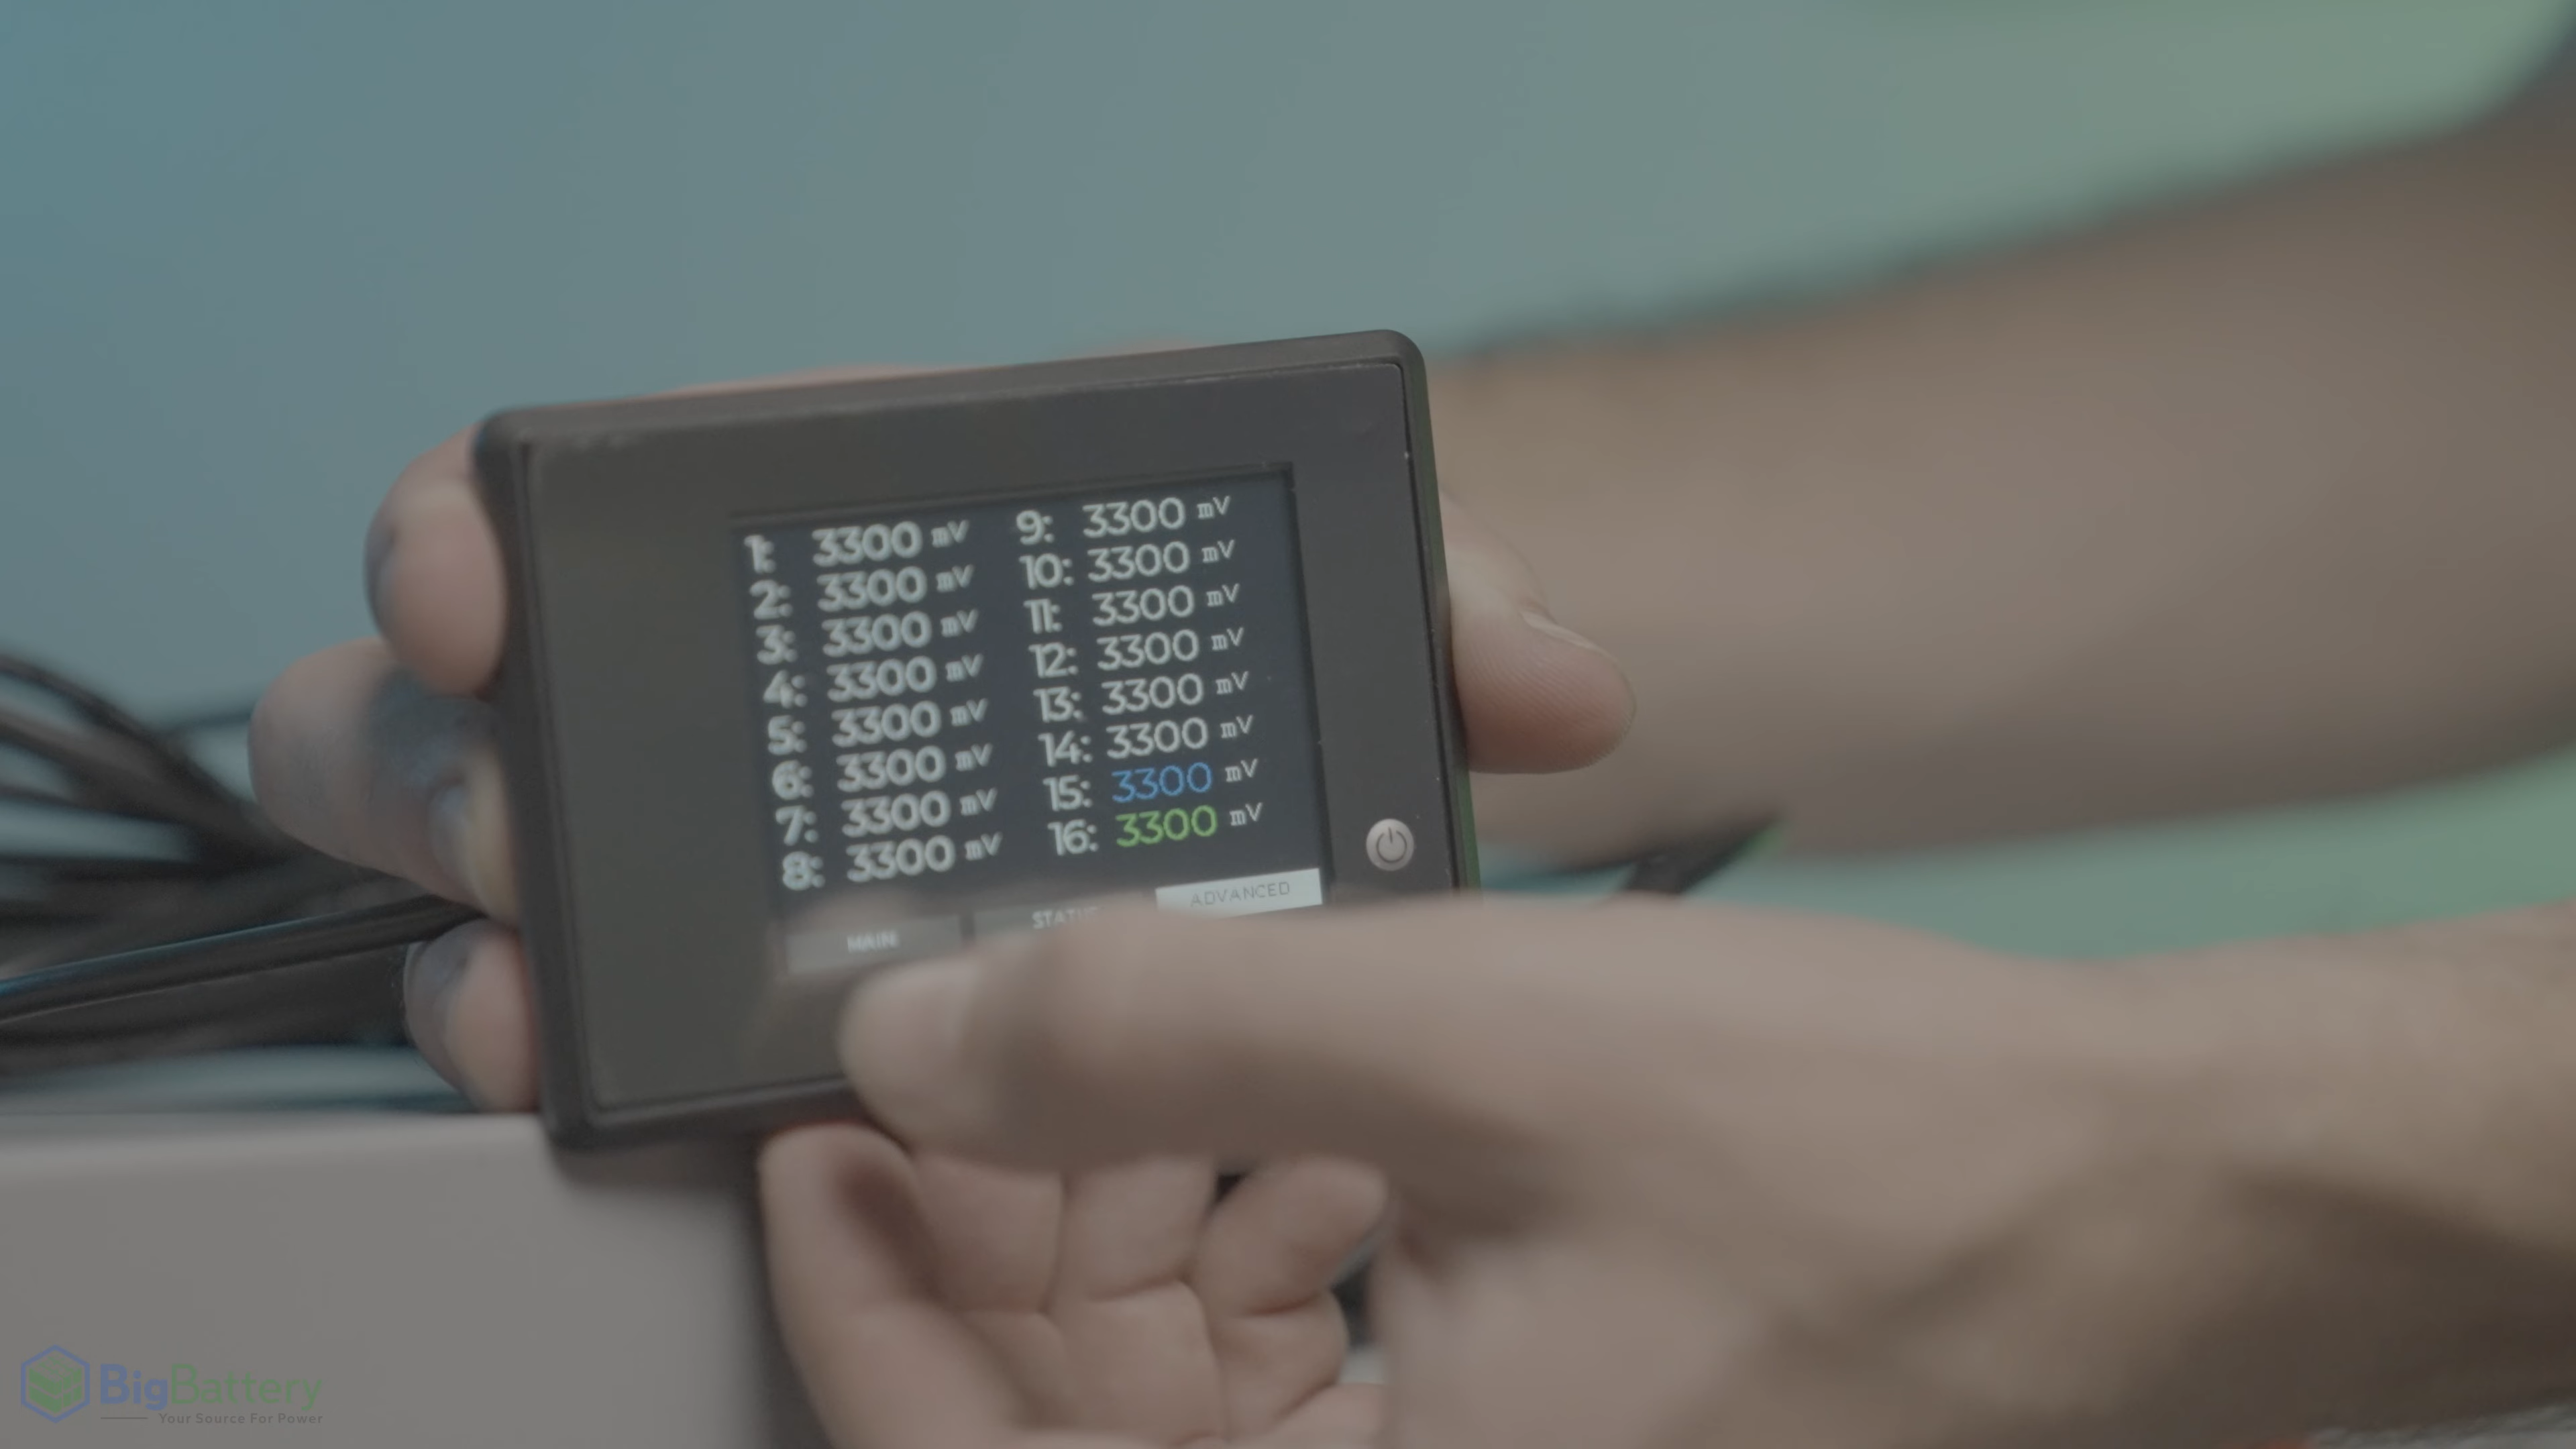 1: 3300 mV
2: 3300 mV
3: 3300 mV
4: 3300 mV
5: 3300 mV
6: 3300 mV
7: 3300 mV
8: 3300 mV
9: 3300 mV
10: 3300 mV
11: 3300 mV
12: 3300 mV
13: 3300 mV
14: 3300 mV
15: 3300 mV
16: 3300 mV
MAIN STATUS ADVANCED
BigBattery
Your Source For Power